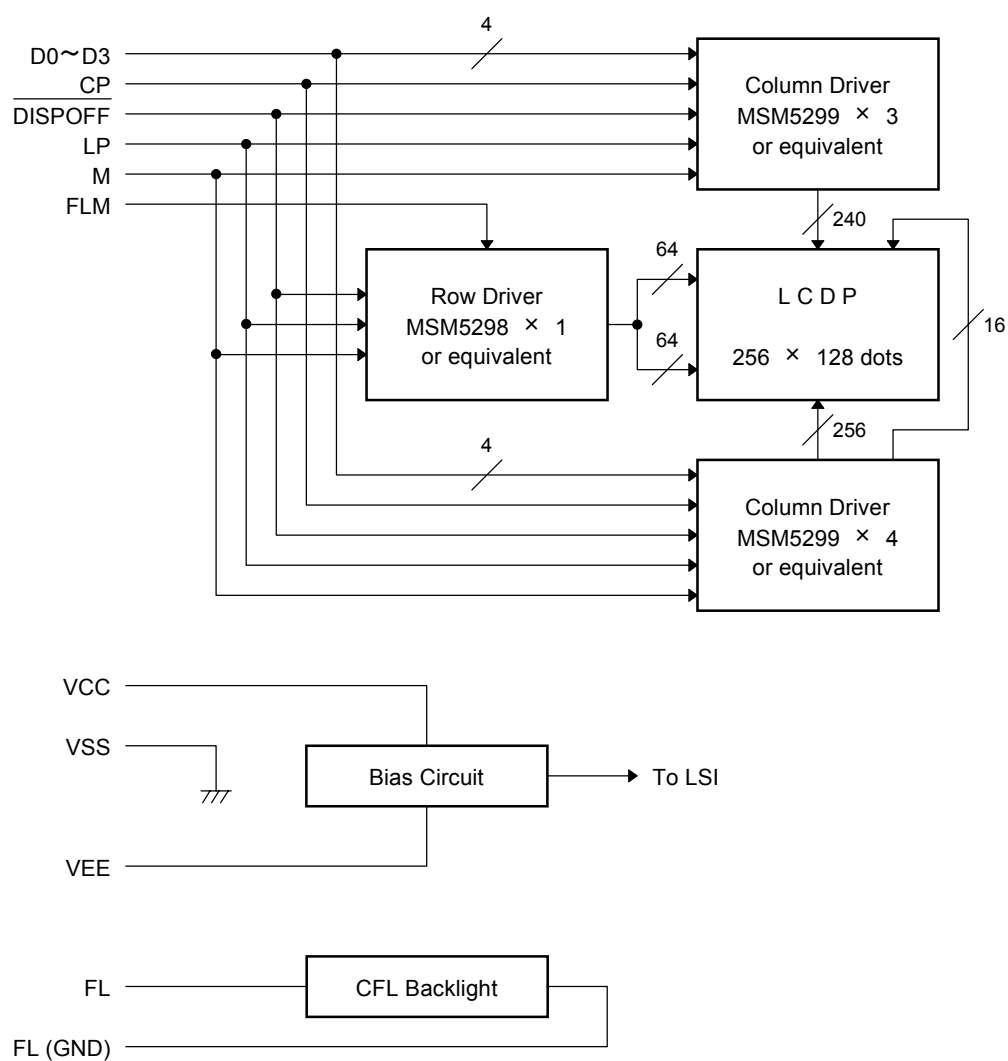 4
D0~D3
CP
DISPOFF
LP
M
FLM
Column Driver
MSM5299 × 3
or equivalent
240
64
64
Row Driver
MSM5298 × 1
or equivalent
L C D P
256 × 128 dots
16
256
4
Column Driver
MSM5299 × 4
or equivalent
VCC
VSS
VEE
Bias Circuit
To LSI
FL
CFL Backlight
FL (GND)